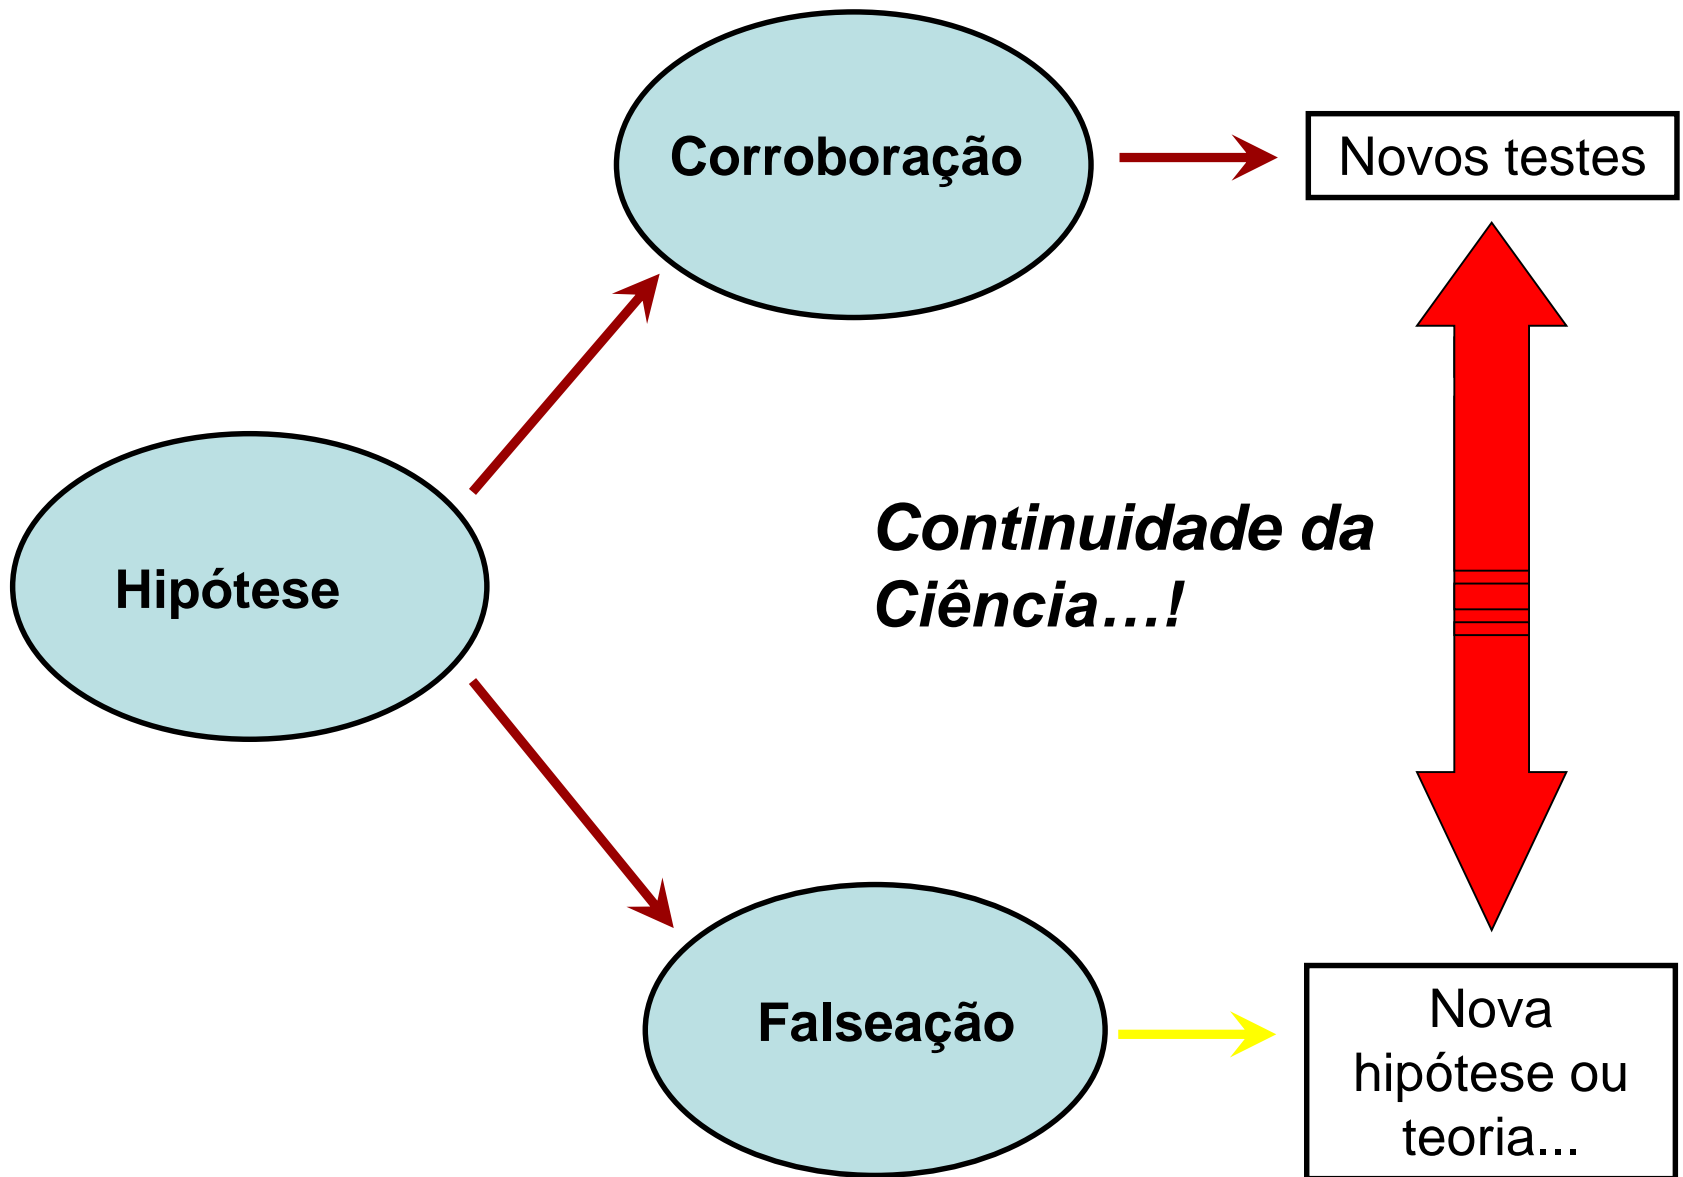 Corroboração
Novos testes
Continuidade da
Ciência…!
Hipótese
Falseação
Nova
hipótese ou
teoria...